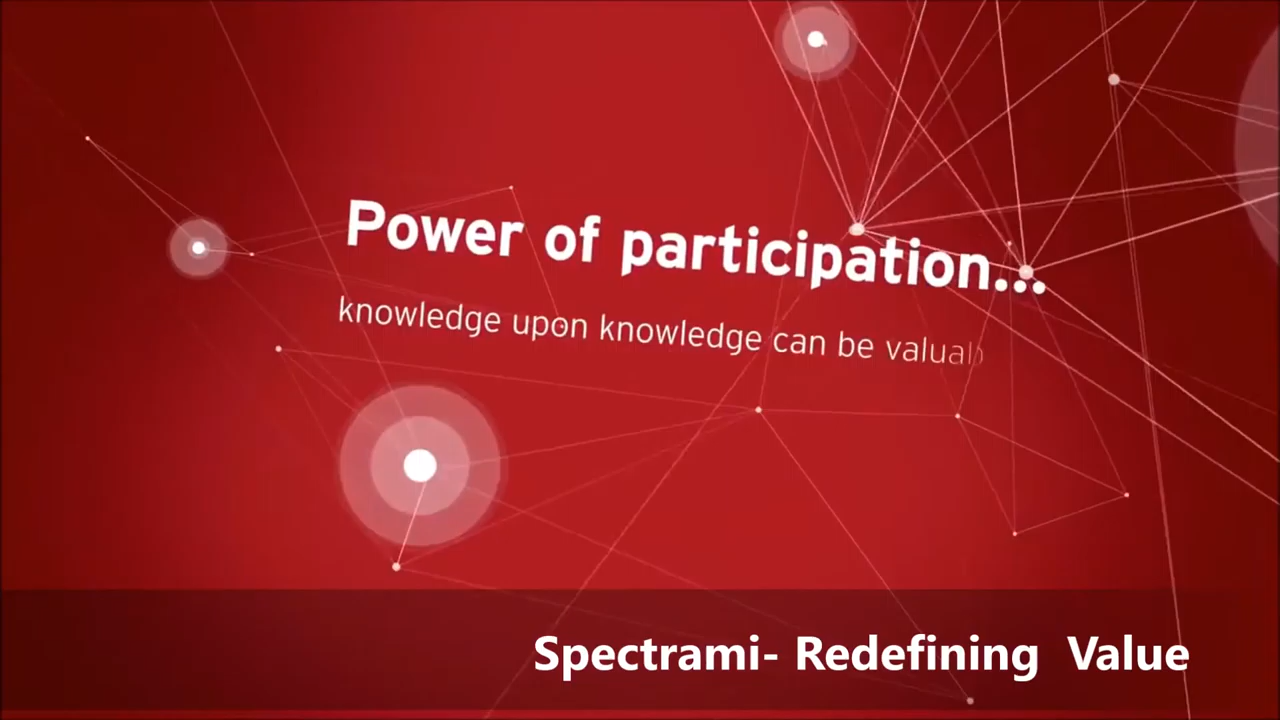 Power of participation...
knowledge upon knowledge can be
Spectrami- Redefining Value